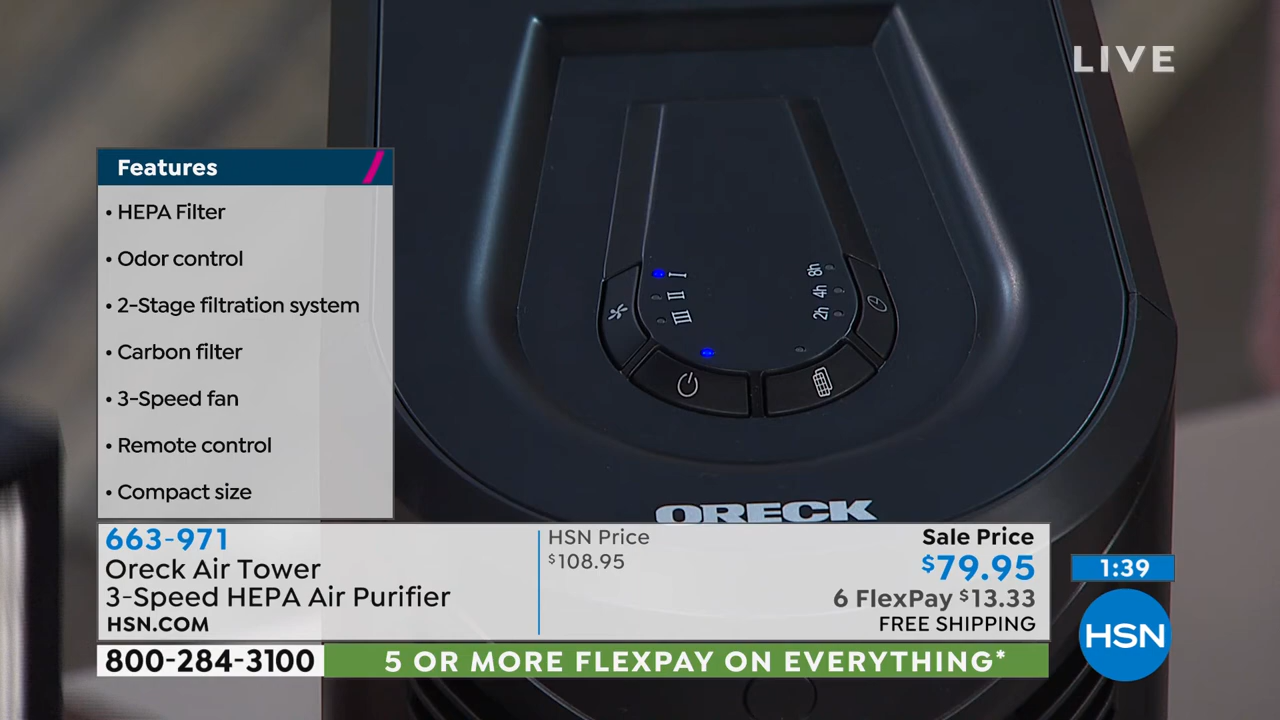 LIVE
Features
• HEPA Filter
• Odor control
• 2-Stage filtration system
• Carbon filter
• 3-Speed fan
• Remote control
• Compact size
I
II
III
8h
4h
2h
ORECK
663-971
Oreck Air Tower
3-Speed HEPA Air Purifier
HSN.COM
HSN Price
$108.95
Sale Price
$79.95
6 FlexPay $13.33
FREE SHIPPING
1:39
HSN
800-284-3100
5 OR MORE FLEXPAY ON EVERYTHING*